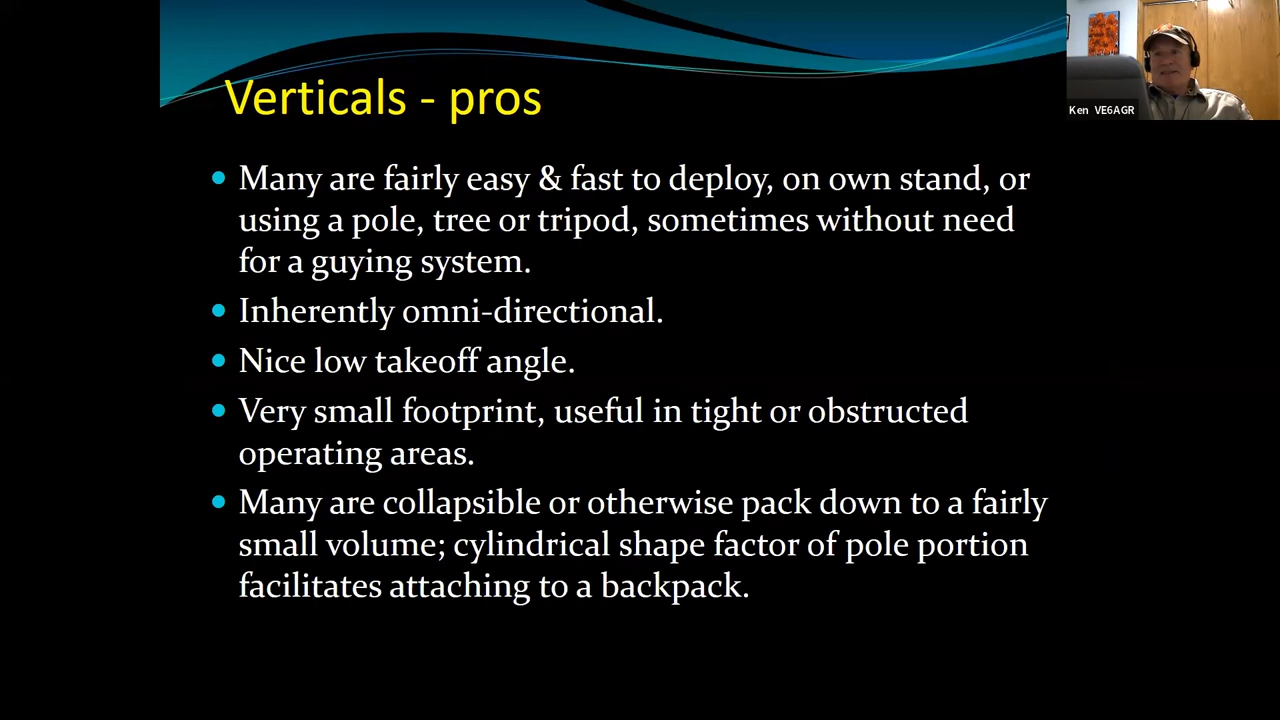 Verticals - pros
Many are fairly easy & fast to deploy, on own stand, or
using a pole, tree or tripod, sometimes without need
for a guying system.
Inherently omni-directional.
Nice low takeoff angle.
Very small footprint, useful in tight or obstructed
operating areas.
Many are collapsible or otherwise pack down to a fairly
small volume; cylindrical shape factor of pole portion
facilitates attaching to a backpack.
Ken VE6AGR